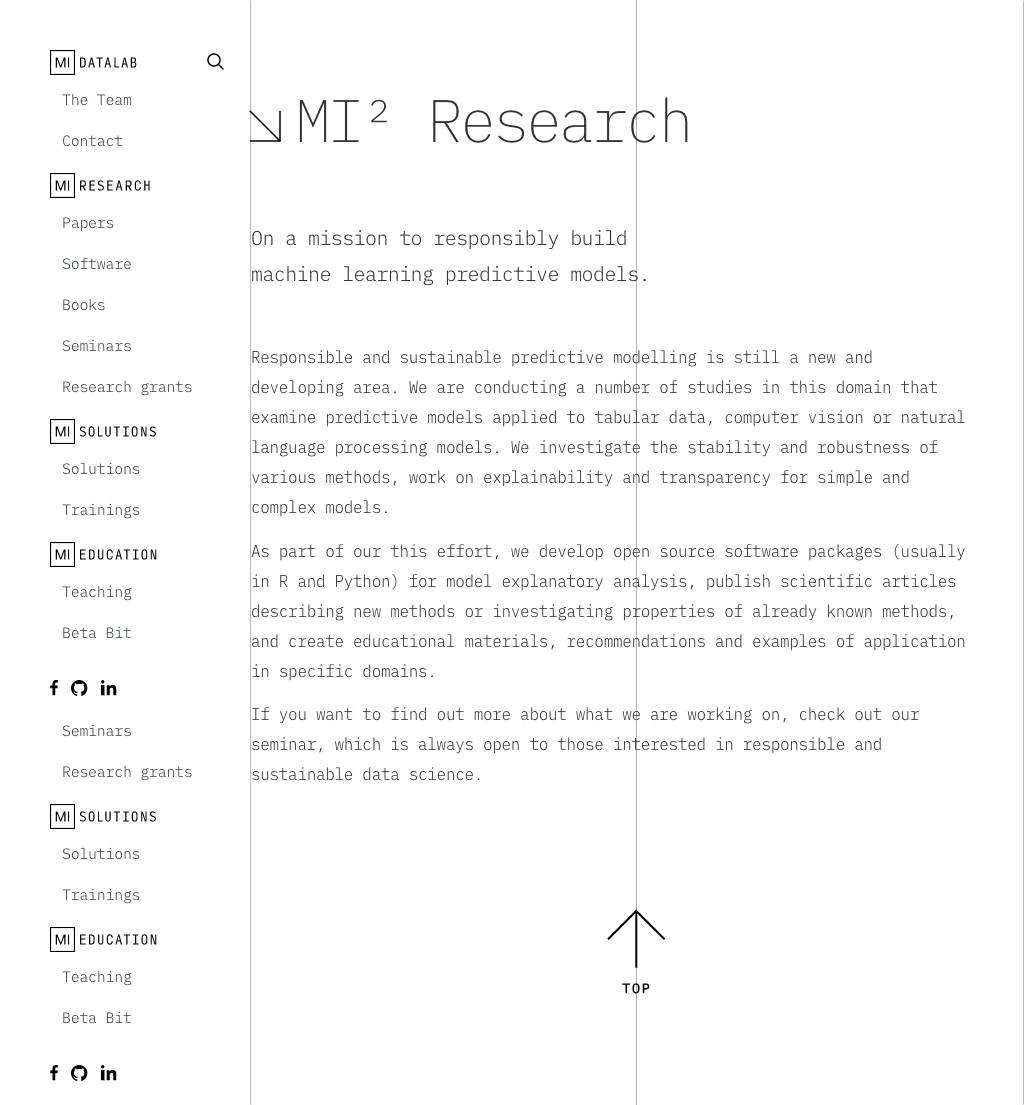 MI DATALAB
The Team
Contact
MI RESEARCH
Papers
Software
Books
Seminars
Research grants
MI SOLUTIONS
Solutions
Trainings
MI EDUCATION
Teaching
Beta Bit
Seminars
Research grants
MI SOLUTIONS
Solutions
Trainings
MI EDUCATION
Teaching
Beta Bit
MI² Research
On a mission to responsibly build
machine learning predictive models.
Responsible and sustainable predictive modelling is still a new and
developing area. We are conducting a number of studies in this domain that
examine predictive models applied to tabular data, computer vision or natural
language processing models. We investigate the stability and robustness of
various methods, work on explainability and transparency for simple and
complex models.
As part of our this effort, we develop open source software packages (usually
in R and Python) for model explanatory analysis, publish scientific articles
describing new methods or investigating properties of already known methods,
and create educational materials, recommendations and examples of application
in specific domains.
If you want to find out more about what we are working on, check out our
seminar, which is always open to those interested in responsible and
sustainable data science.
TOP